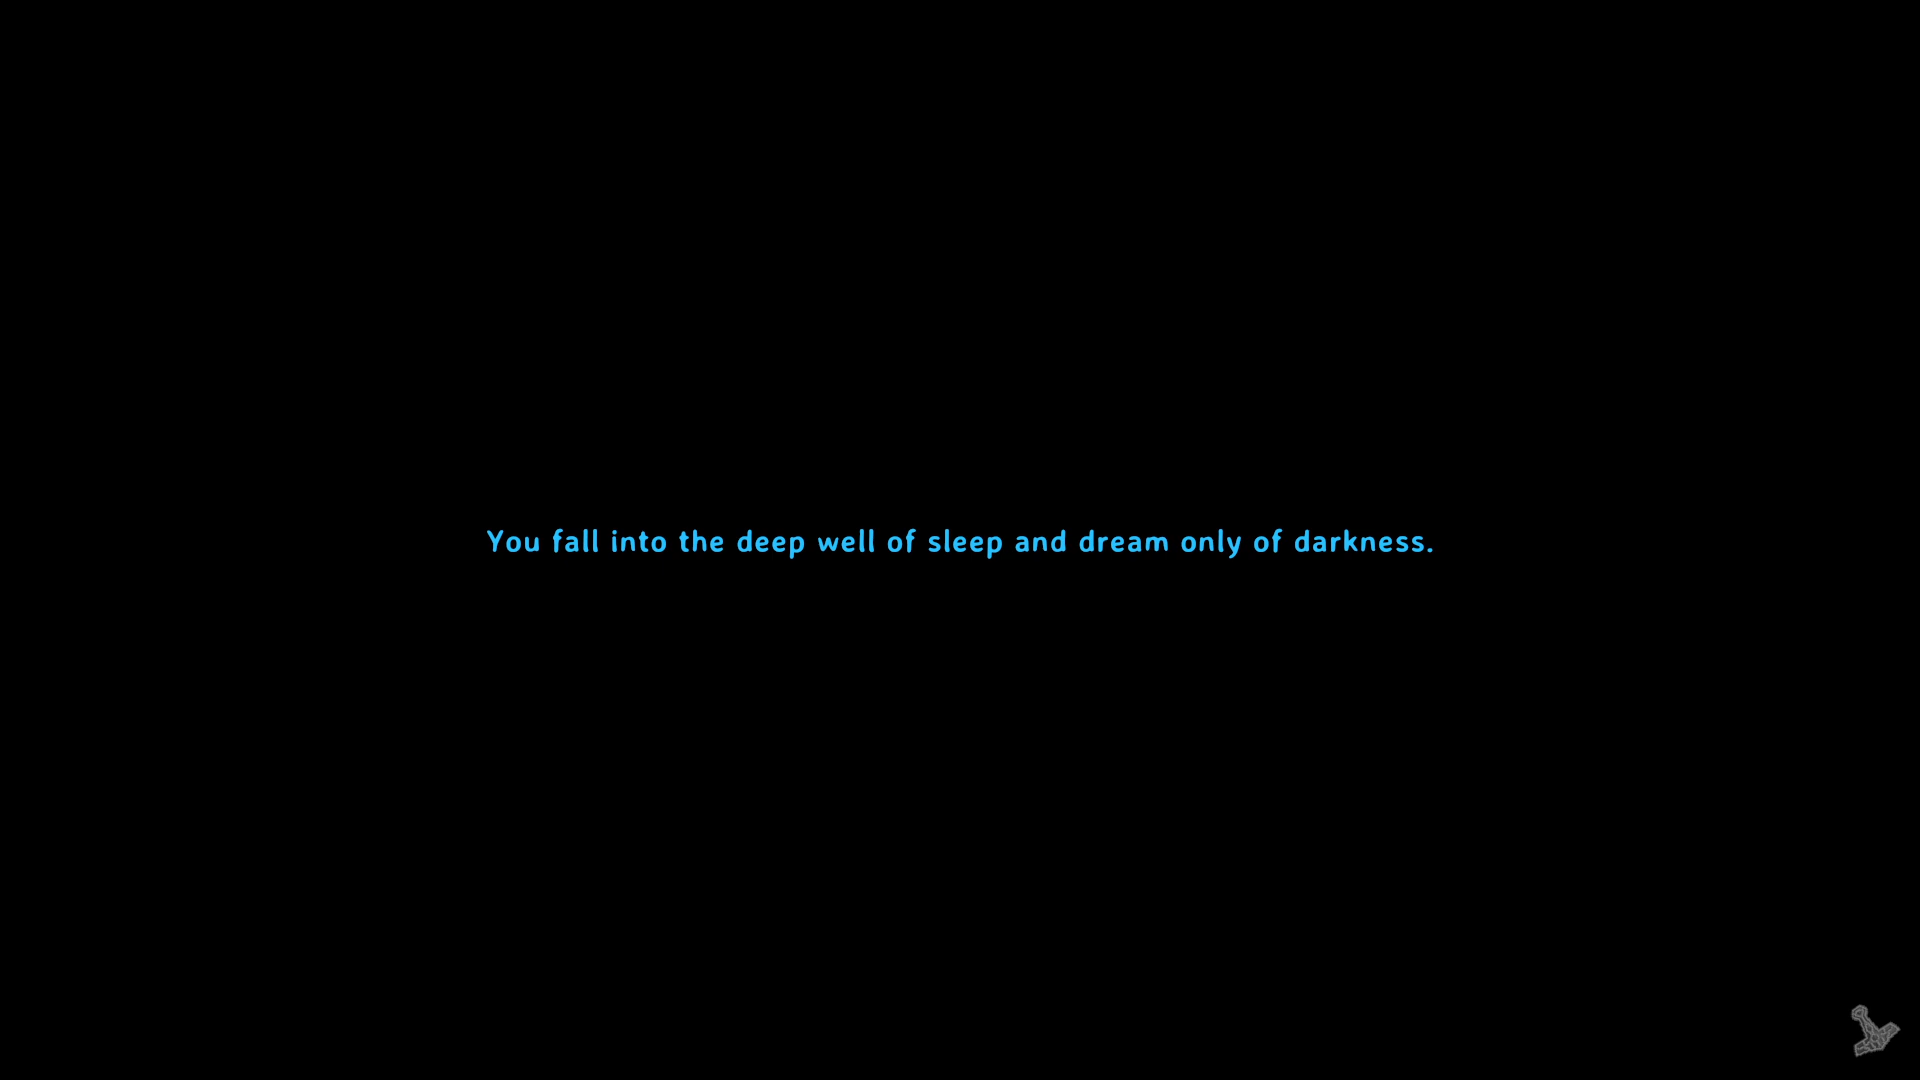 You fall into the deep well of sleep and dream only of darkness.